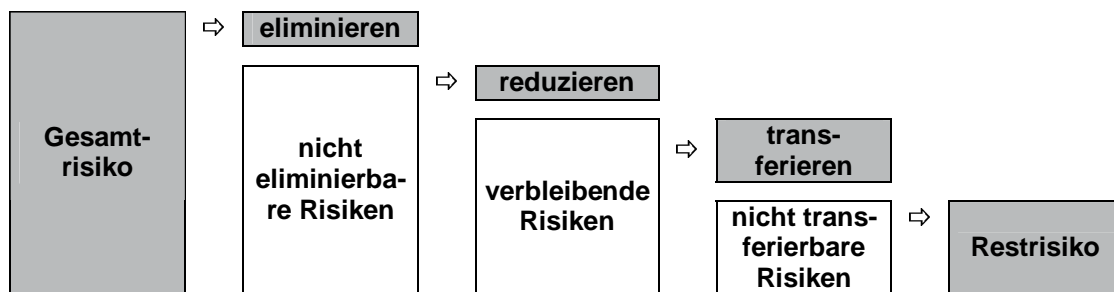 eliminieren
reduzieren
Gesamt-
risiko
nicht
eliminierba-
re Risiken
trans-
ferieren
verbleibende
Risiken
nicht trans-
ferierbare
Risiken
Restrisiko